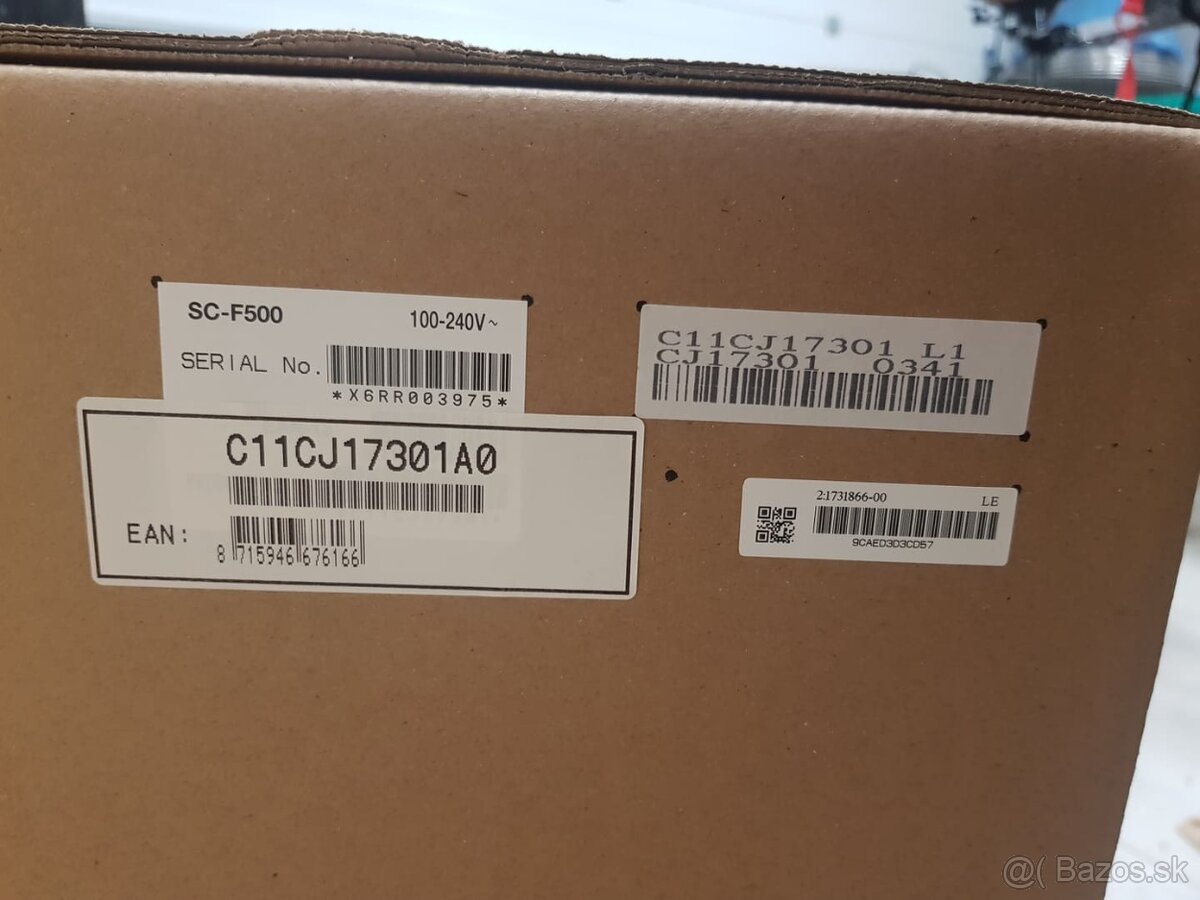 SC-F500 100-240V~
SERIAL No.
*X6RR003975*
C11CJ17301A0
EAN:
8 715946 676166
C11CJ17301 L1
CJ17301 0341
2:1731866-00 LE
9CAED3D3CD57
@( Bazos.sk